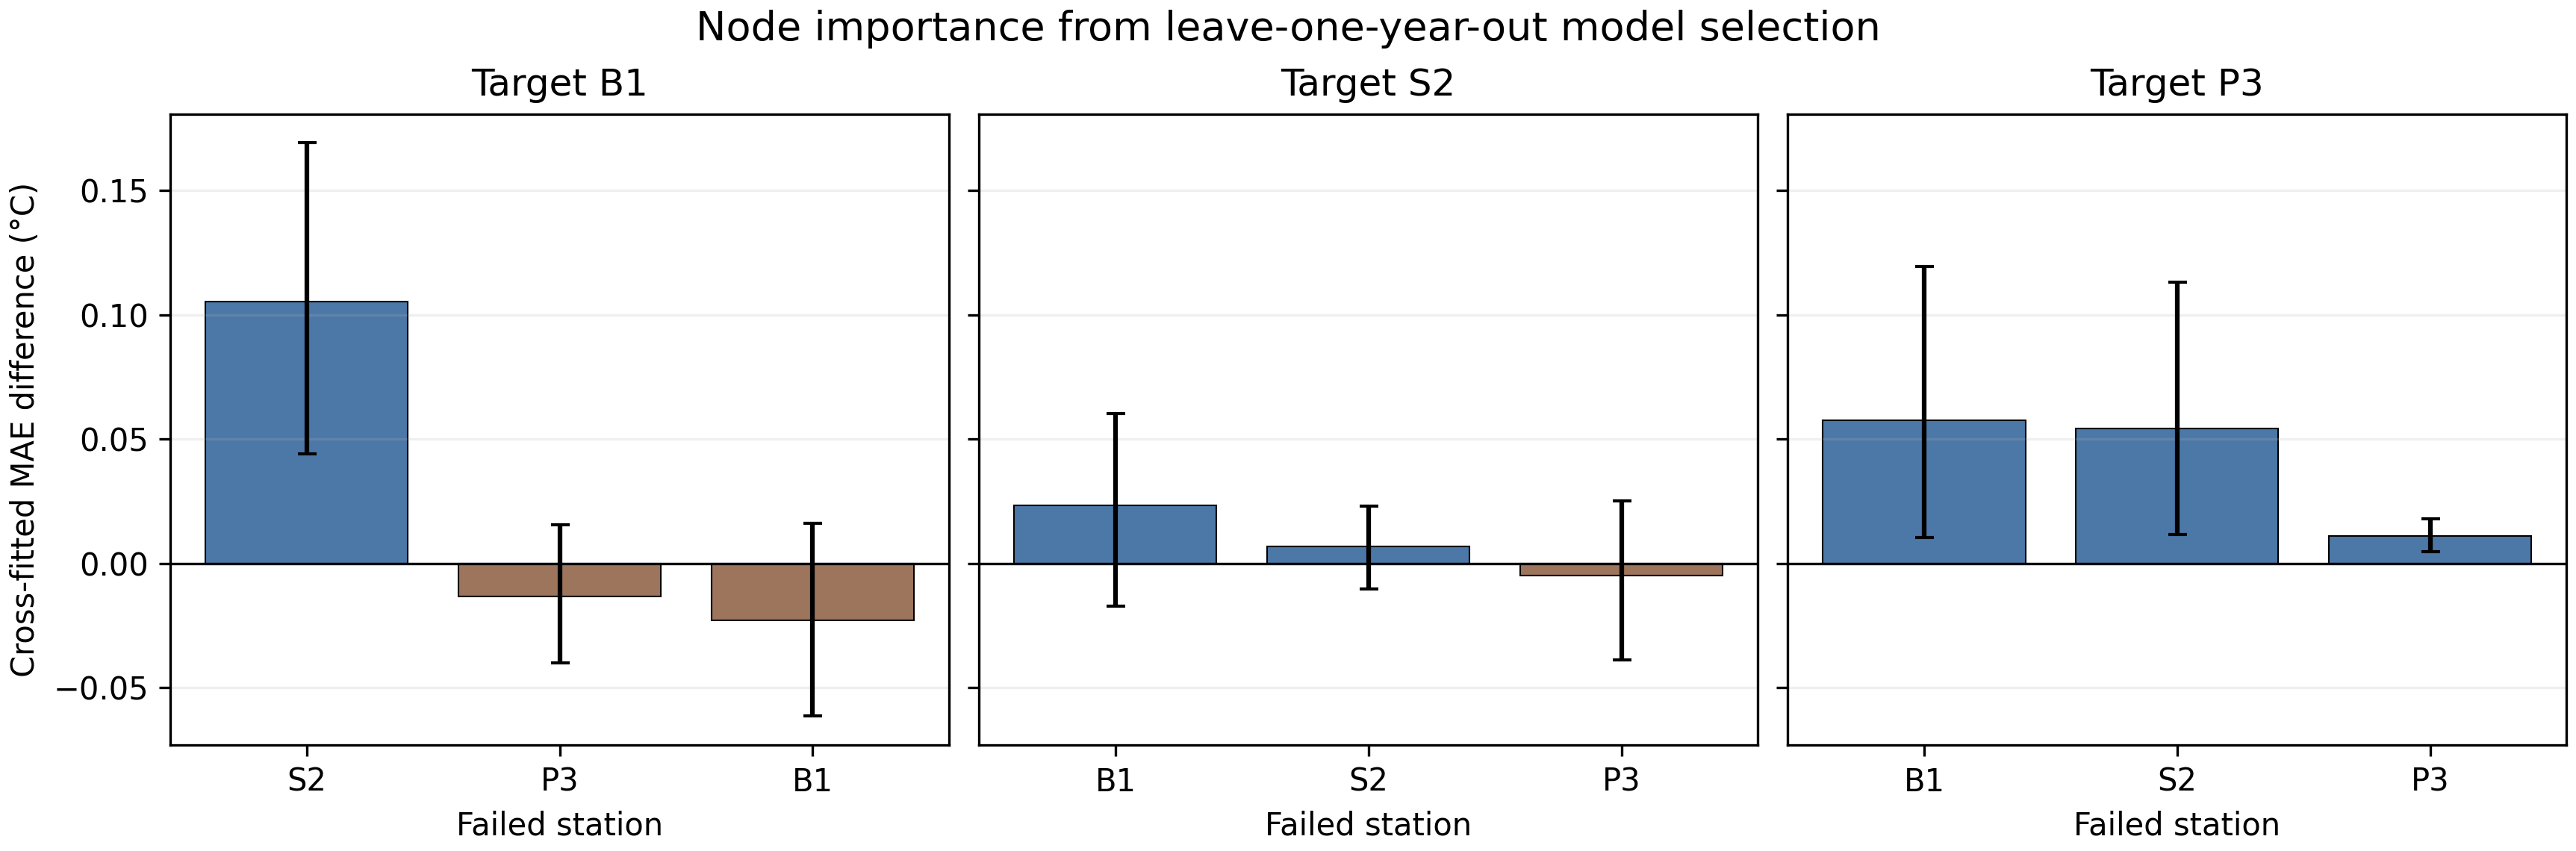 Node importance from leave-one-year-out model selection
Target B1
Target S2
Target P3
Cross-fitted MAE difference (°C)
0.15
0.10
0.05
0.00
−0.05
S2 P3 B1
B1 S2 P3
B1 S2 P3
Failed station
Failed station
Failed station